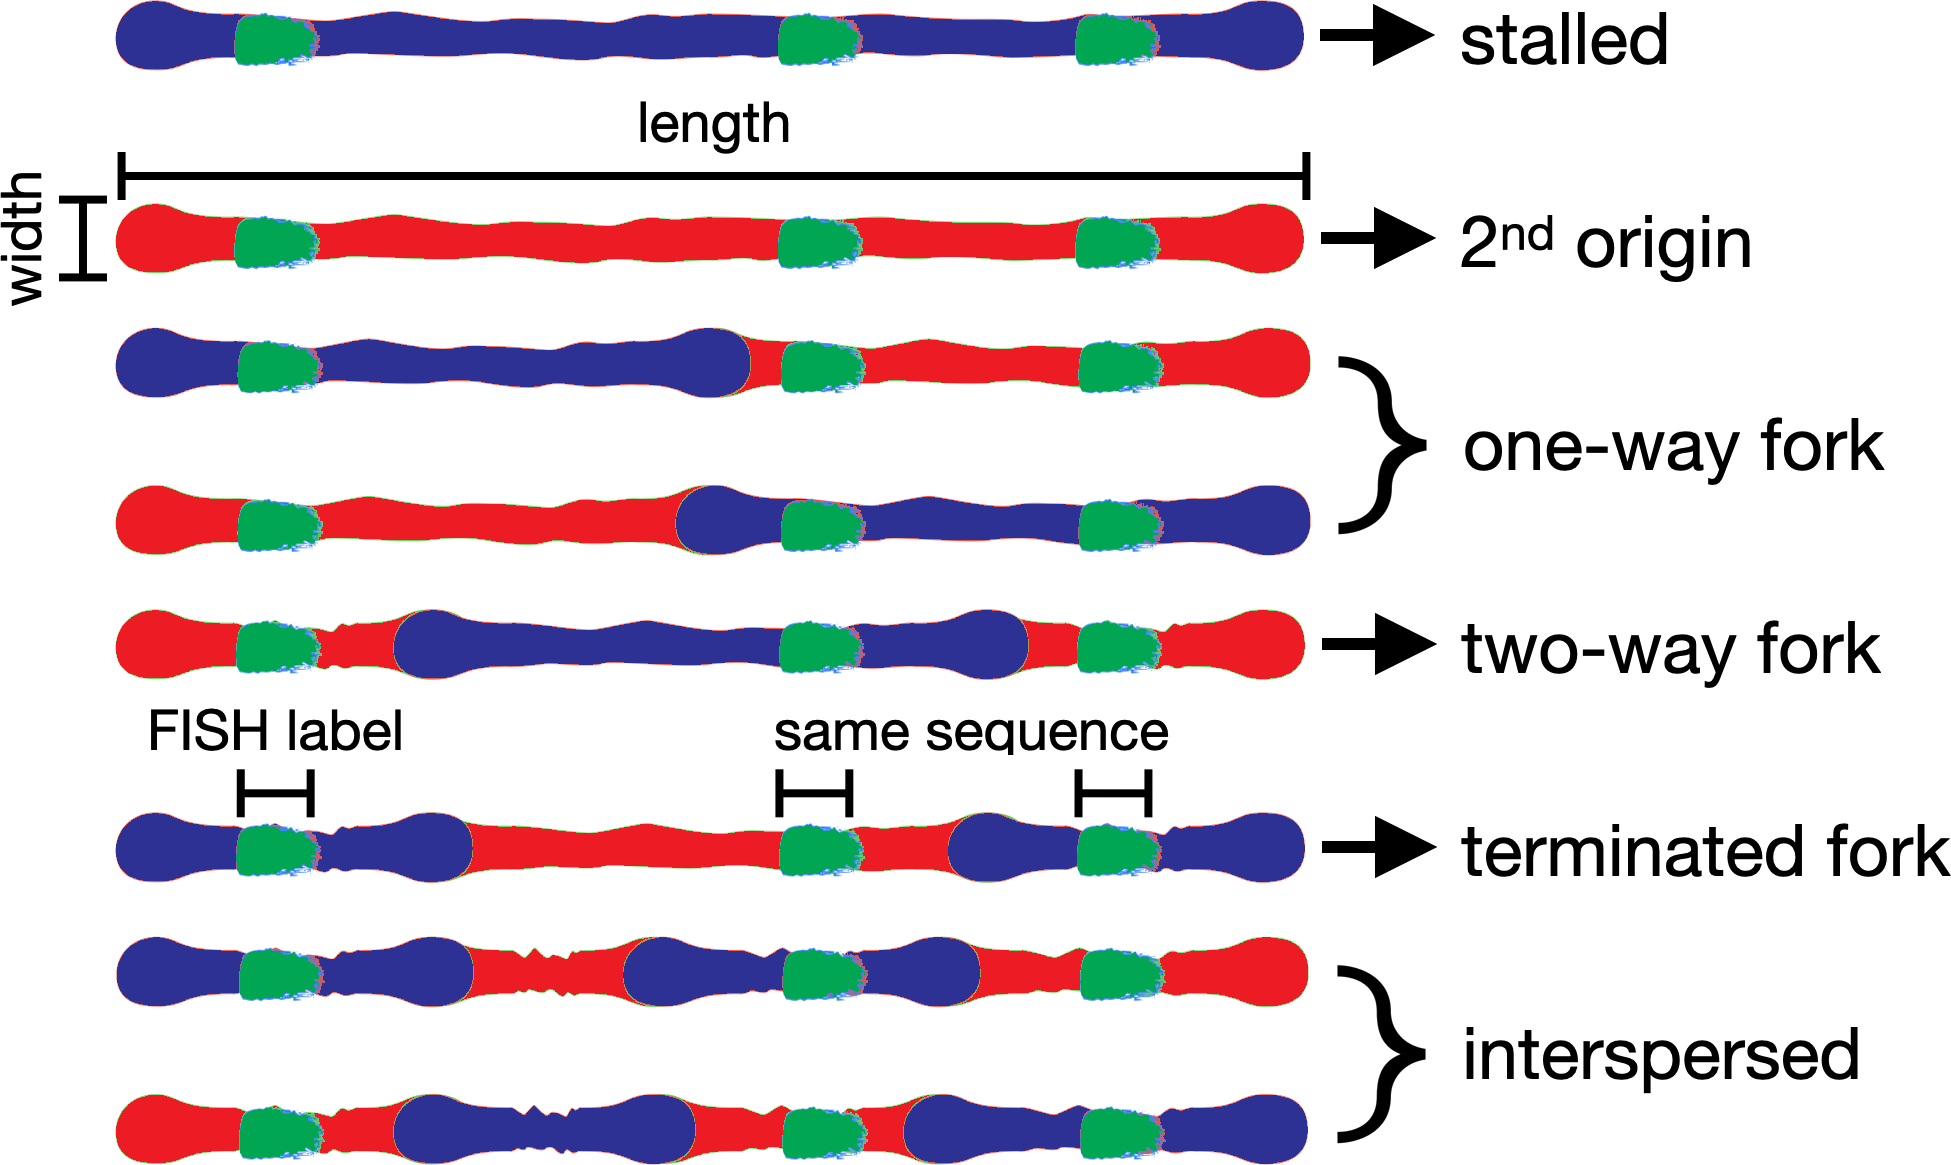 stalled
length
width
2nd origin
one-way fork
two-way fork
FISH label
same sequence
terminated fork
interspersed